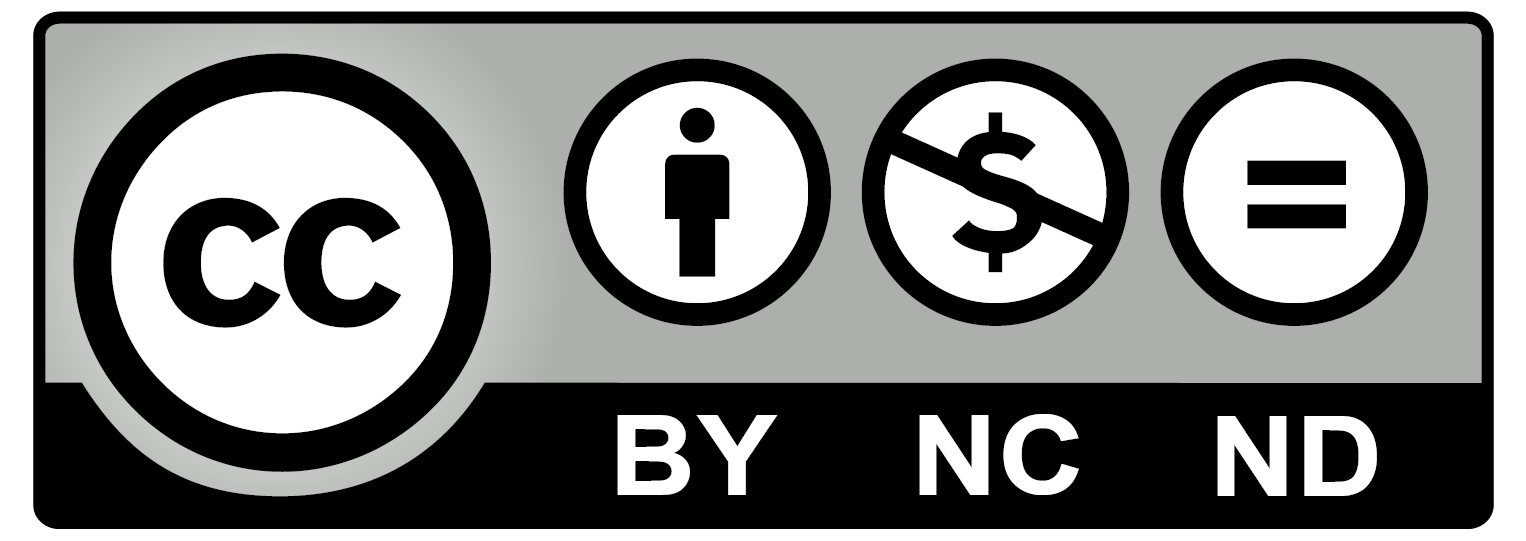 cc
$
=
BY NC ND